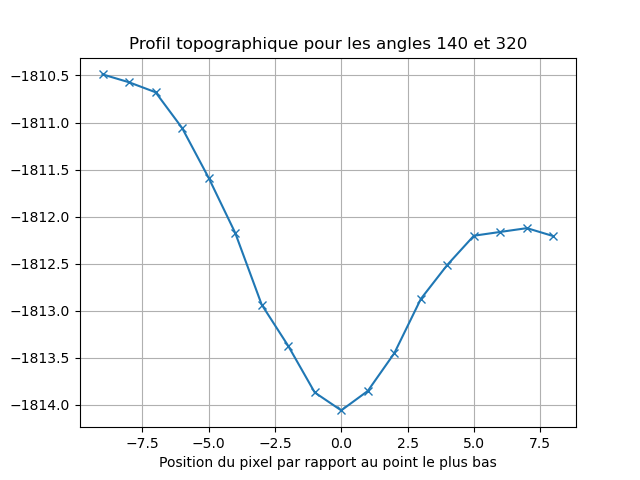 Profil topographique pour les angles 140 et 320
−1810.5
−1811.0
−1811.5
−1812.0
−1812.5
−1813.0
−1813.5
−1814.0
−7.5 −5.0 −2.5 0.0 2.5 5.0 7.5
Position du pixel par rapport au point le plus bas